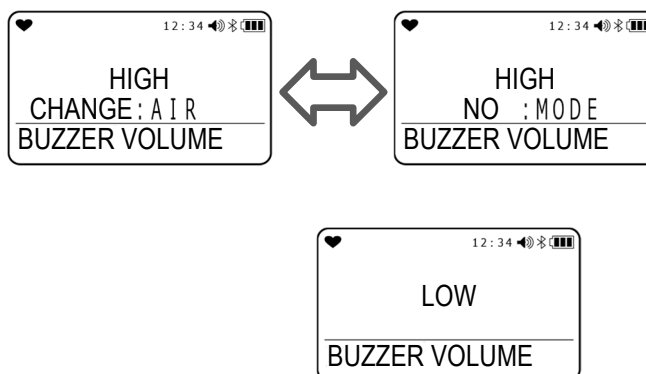 12:34
HIGH
CHANGE:AIR
BUZZER VOLUME
12:34
HIGH
NO :MODE
BUZZER VOLUME
12:34
LOW
BUZZER VOLUME